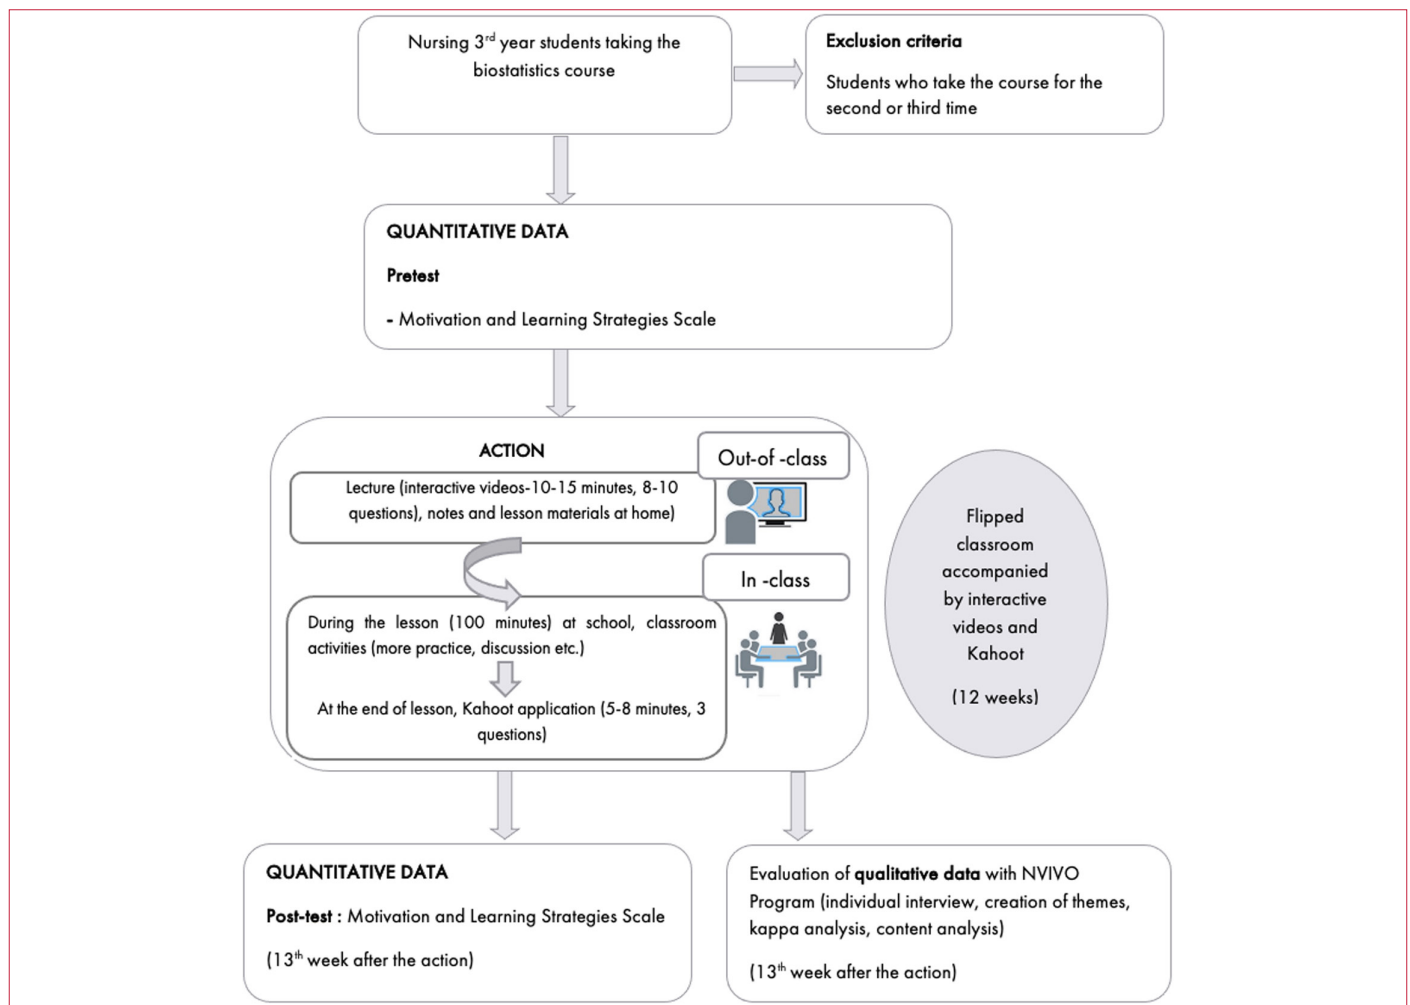 Nursing 3rd year students taking the
biostatistics course
Exclusion criteria
Students who take the course for the
second or third time
QUANTITATIVE DATA
Pretest
- Motivation and Learning Strategies Scale
ACTION
Out-of -class
Lecture (interactive videos-10-15 minutes, 8-10
questions), notes and lesson materials at home)
In -class
During the lesson (100 minutes) at school, classroom
activities (more practice, discussion etc.)
At the end of lesson, Kahoot application (5-8 minutes, 3
questions)
Flipped
classroom
accompanied
by interactive
videos and
Kahoot
(12 weeks)
QUANTITATIVE DATA
Post-test : Motivation and Learning Strategies Scale
(13th week after the action)
Evaluation of qualitative data with NVIVO
Program (individual interview, creation of themes,
kappa analysis, content analysis)
(13th week after the action)